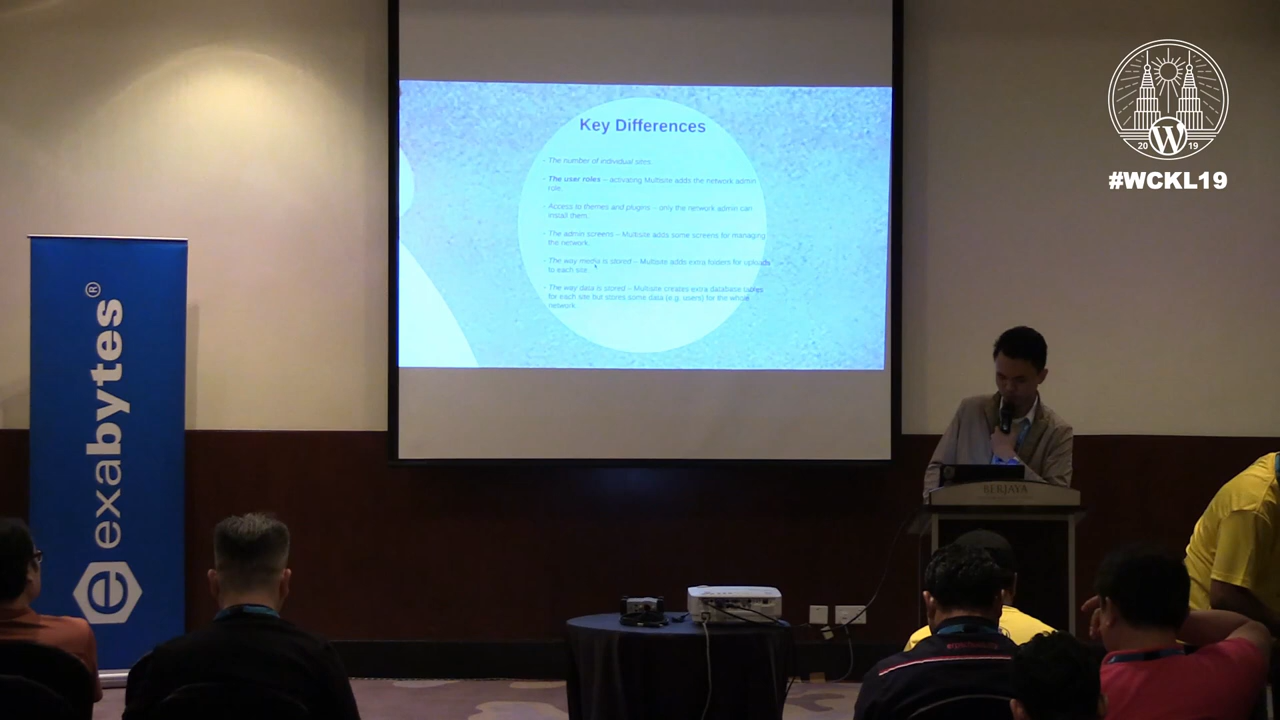 20 W 19
#WCKL19
Key Differences
- The number of individual sites
- The user roles – activating Multisite adds the network admin
role.
- Access to themes and plugins – only the network admin can
install them.
- The admin screens – Multisite adds some screens for managing
the network.
- The way media is stored – Multisite adds extra folders for uploads
to each site.
- The way data is stored – Multisite creates extra database tables
for each site but stores some data (e.g. users) for the whole
network.
e exabytes®
BERJAYA